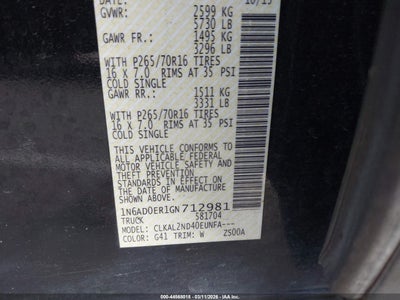 DATE: 10/15
GVWR: 2599 KG
5730 LB
GAWR FR.: 1495 KG
3296 LB
WITH P265/70R16 TIRES
16 X 7.0 RIMS AT 35 PSI
COLD SINGLE
GAWR RR.: 1511 KG
3331 LB
WITH P265/70R16 TIRES
16 X 7.0 RIMS AT 35 PSI
COLD SINGLE
THIS VEHICLE CONFORMS TO
ALL APPLICABLE FEDERAL
MOTOR VEHICLE SAFETY AND
THEFT PREVENTION
STANDARDS IN EFFECT ON
THE DATE OF MANUFACTURE
SHOWN ABOVE.
1N6AD0ER1GN712981
TRUCK 581704
MODEL: CLKAL2ND40EUNFA---
COLOR: G41 TRIM: W ZS00A
000-44568018 - 03/11/2026 - IAAHC